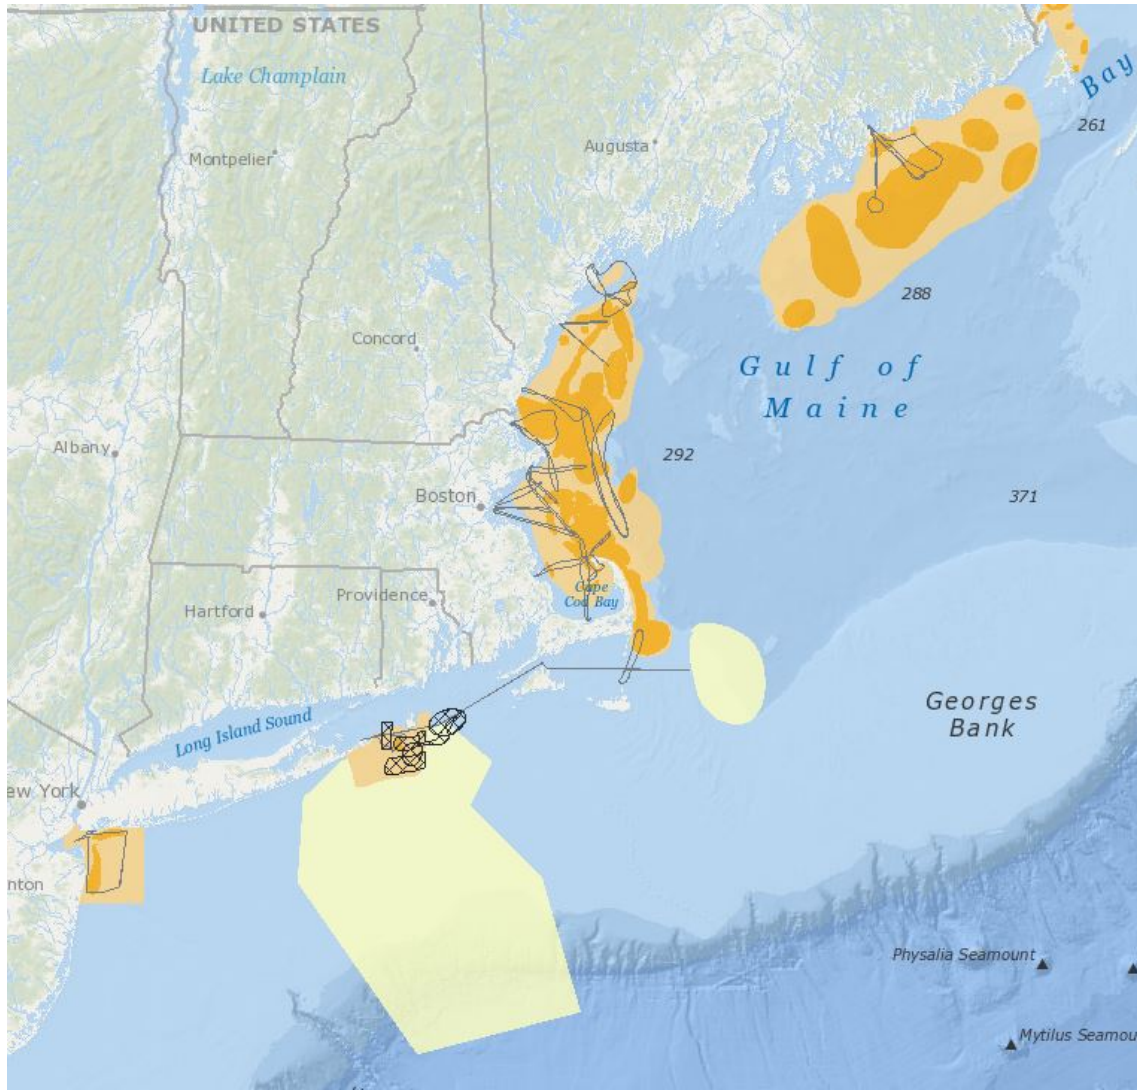 UNITED STATES
Lake Champlain
Bay
261
Augusta
Montpelier
288
Concord
Gulf of
Maine
Albany
292
Boston
371
Cape
Cod Bay
Providence
Hartford
Georges
Bank
Long Island Sound
ew York
nton
Physalia Seamount
Mytilus Seamou